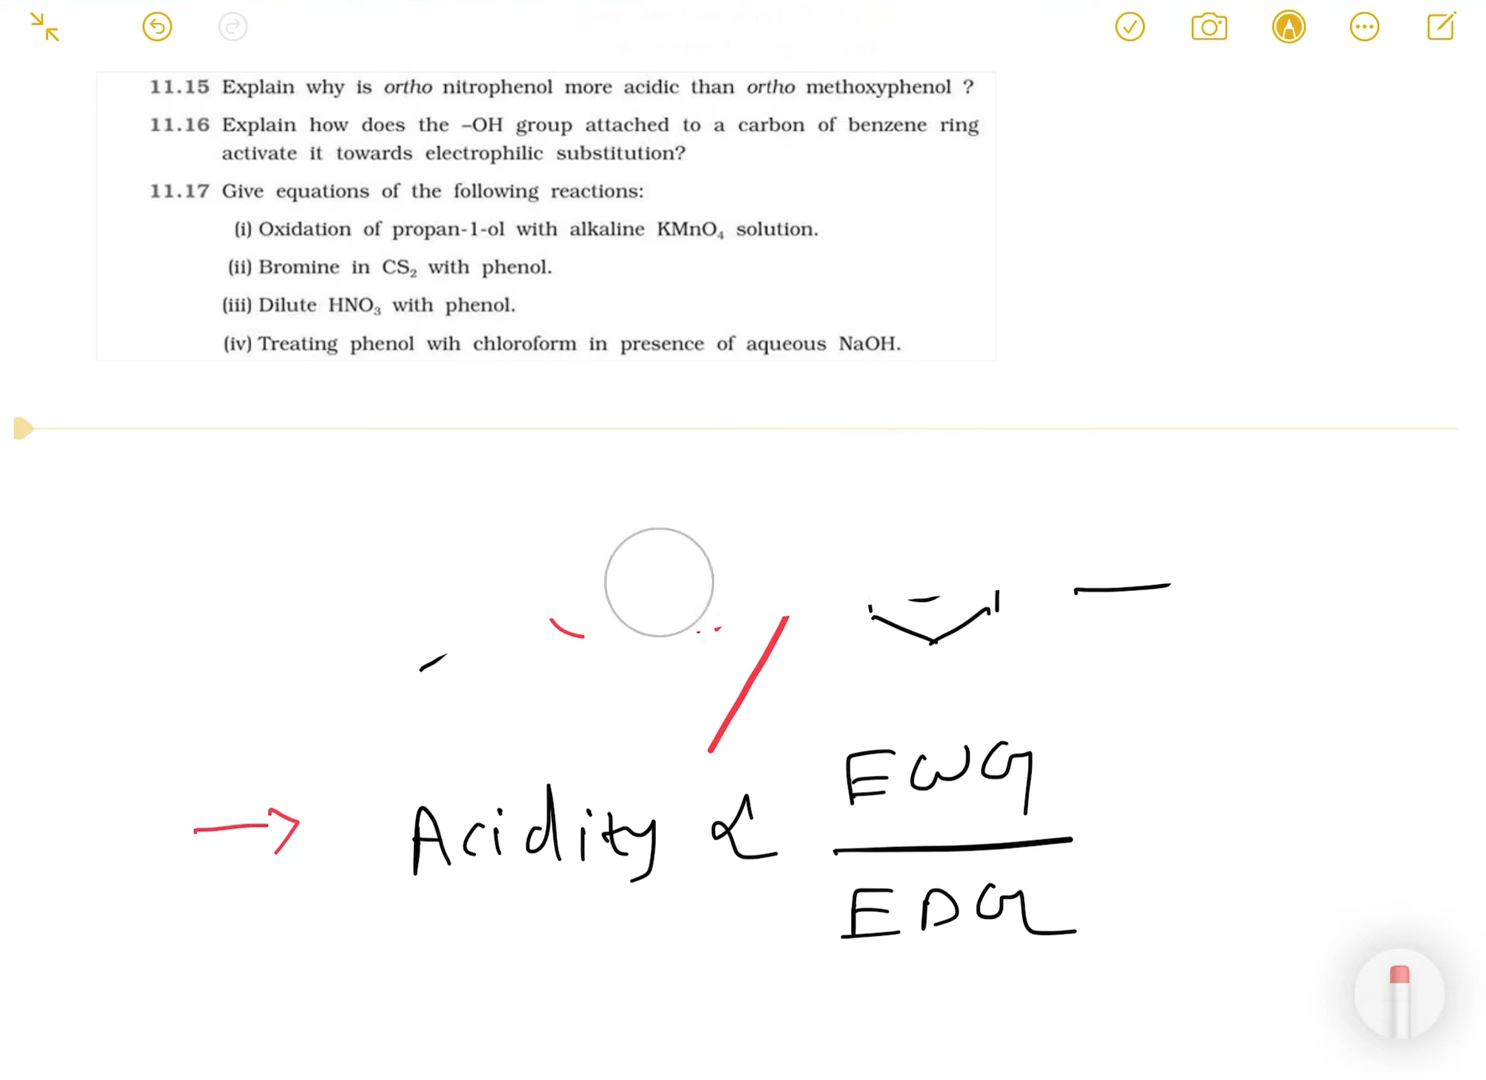 11.15 Explain why is ortho nitrophenol more acidic than ortho methoxyphenol ?
11.16 Explain how does the –OH group attached to a carbon of benzene ring
activate it towards electrophilic substitution?
11.17 Give equations of the following reactions:
(i) Oxidation of propan-1-ol with alkaline KMnO₄ solution.
(ii) Bromine in CS₂ with phenol.
(iii) Dilute HNO₃ with phenol.
(iv) Treating phenol wih chloroform in presence of aqueous NaOH.
EWG
→ Acidity ∝
EDG